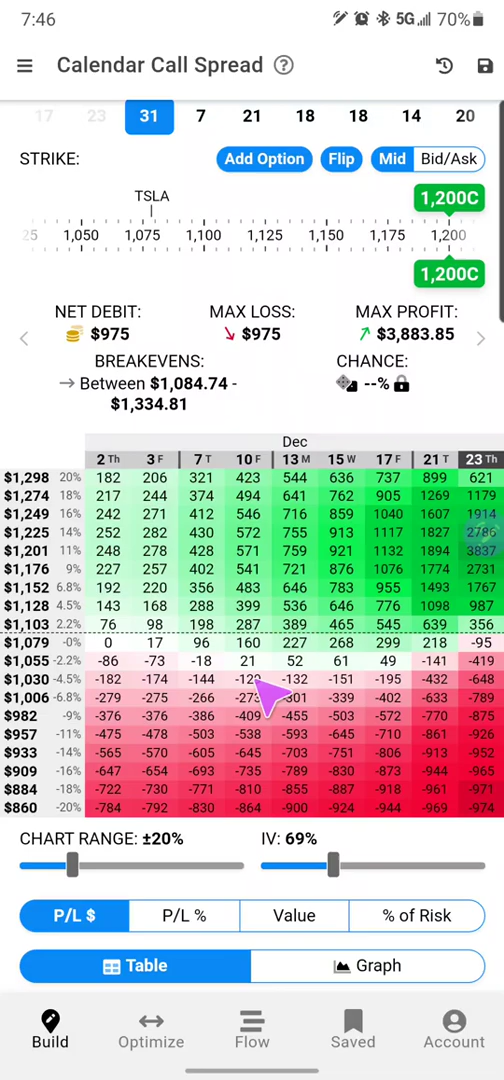 7:46 5G 70%
Calendar Call Spread ?
17 23 31 7 21 18 18 14 20
STRIKE: Add Option Flip Mid Bid/Ask
TSLA 1,200C
25 1,050 1,075 1,100 1,125 1,150 1,175 1,200
1,200C
NET DEBIT: MAX LOSS: MAX PROFIT:
$975 $975 $3,883.85
BREAKEVENS: CHANCE:
Between $1,084.74 - --%
$1,334.81
Dec
2 Th 3 F 7 T 10 F 13 M 15 W 17 F 21 T 23 Th
$1,298 20% 182 206 321 423 544 636 737 899 621
$1,274 18% 217 244 374 494 641 762 905 1269 1179
$1,249 16% 242 271 412 546 716 859 1040 1607 1914
$1,225 14% 252 282 430 572 755 913 1117 1827 2786
$1,201 11% 248 278 428 571 759 921 1132 1894 3837
$1,176 9% 227 257 402 541 721 876 1076 1774 2731
$1,152 6.8% 192 220 356 483 646 783 955 1493 1767
$1,128 4.5% 143 168 288 399 536 646 776 1098 987
$1,103 2.2% 76 98 198 287 389 465 545 639 356
$1,079 -0% 0 17 96 160 227 268 299 218 -95
$1,055 -2.2% -86 -73 -18 21 52 61 49 -141 -419
$1,030 -4.5% -182 -174 -144 -132 -151 -195 -432 -648
$1,006 -6.8% -279 -275 -266 -339 -402 -633 -789
$982 -9% -376 -376 -386 -409 -455 -503 -572 -770 -875
$957 -11% -475 -478 -503 -538 -593 -645 -710 -861 -926
$933 -14% -565 -570 -605 -645 -703 -751 -806 -913 -952
$909 -16% -647 -654 -693 -735 -789 -830 -873 -944 -965
$884 -18% -722 -730 -771 -810 -855 -887 -918 -961 -971
$860 -20% -784 -792 -830 -864 -900 -924 -944 -969 -974
CHART RANGE: ±20% IV: 69%
P/L $ P/L % Value % of Risk
Table Graph
Build Optimize Flow Saved Account